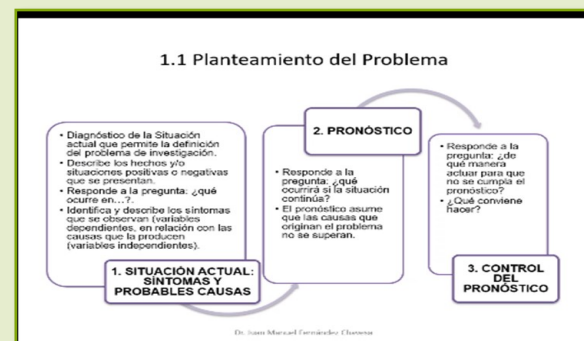 1.1 Planteamiento del Problema
• Diagnóstico de la Situación
actual que permite la definición
del problema de investigación.
• Describe los hechos y/o
situaciones positivas o negativas
que se presentan.
• Responde a la pregunta: ¿qué
ocurre en...?.
• Identifica y describe los síntomas
que se observan (variables
dependientes, en relación con las
causas que la producen
(variables independientes).
1. SITUACIÓN ACTUAL:
SÍNTOMAS Y
PROBABLES CAUSAS
2. PRONÓSTICO
• Responde a la
pregunta: ¿qué
ocurrirá si la situación
continúa?
• El pronóstico asume
que las causas que
originan el problema
no se superan.
• Responde a la
pregunta: ¿de
qué manera
actuar para que
no se cumpla el
pronóstico?
• ¿Qué conviene
hacer?
3. CONTROL
DEL
PRONÓSTICO
Dr. Juan Manuel Fernández